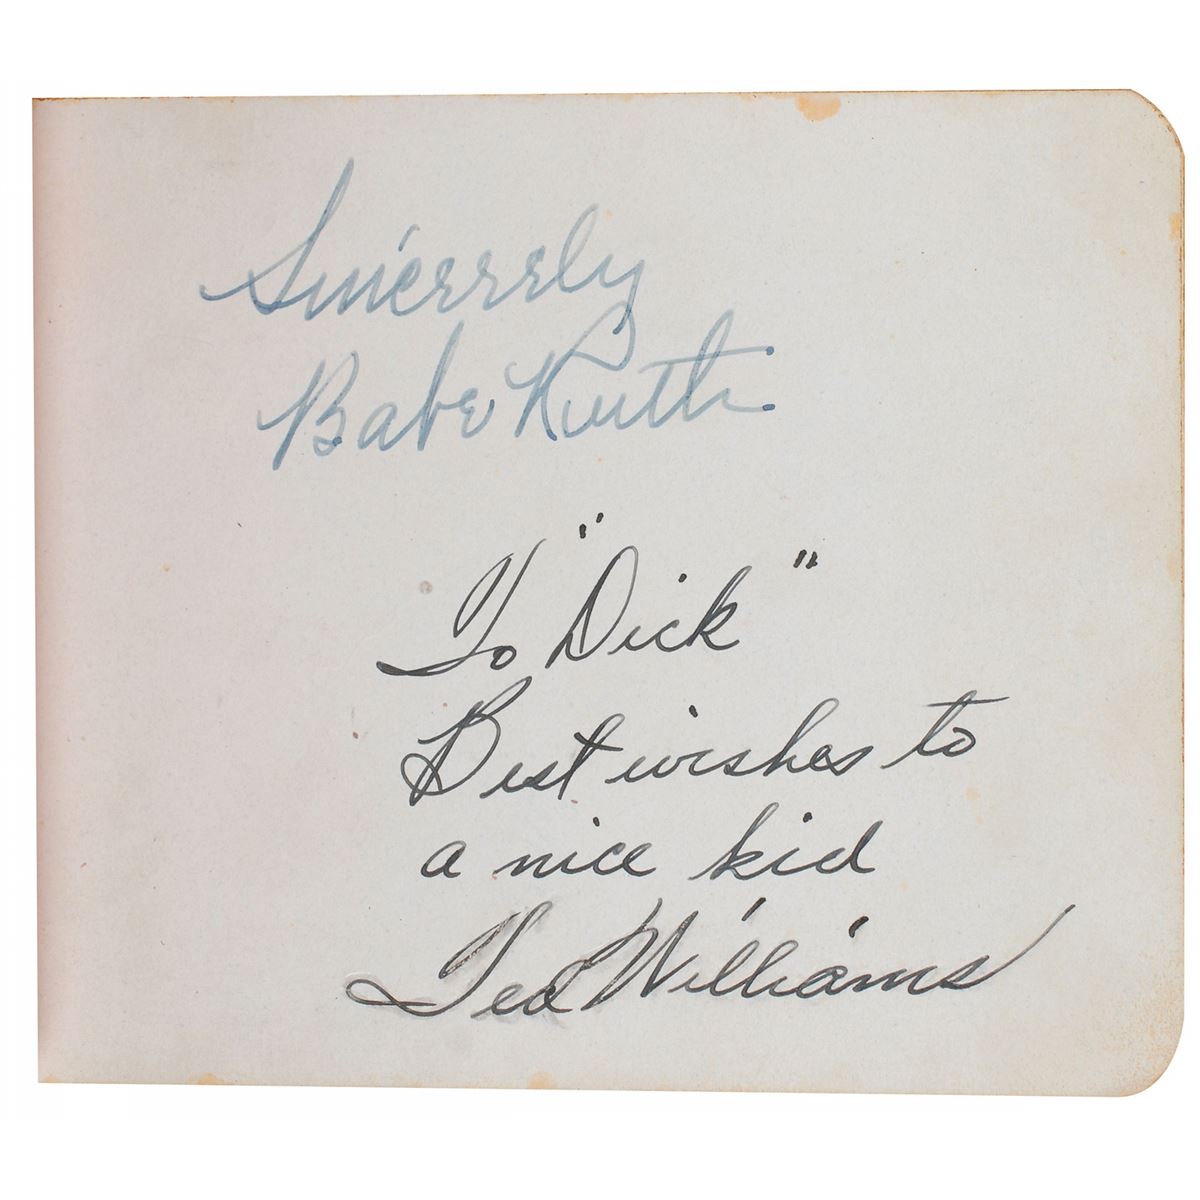 Sincerely
Babe Ruth
To "Dick"
Best wishes to
a nice kid
Ted Williams